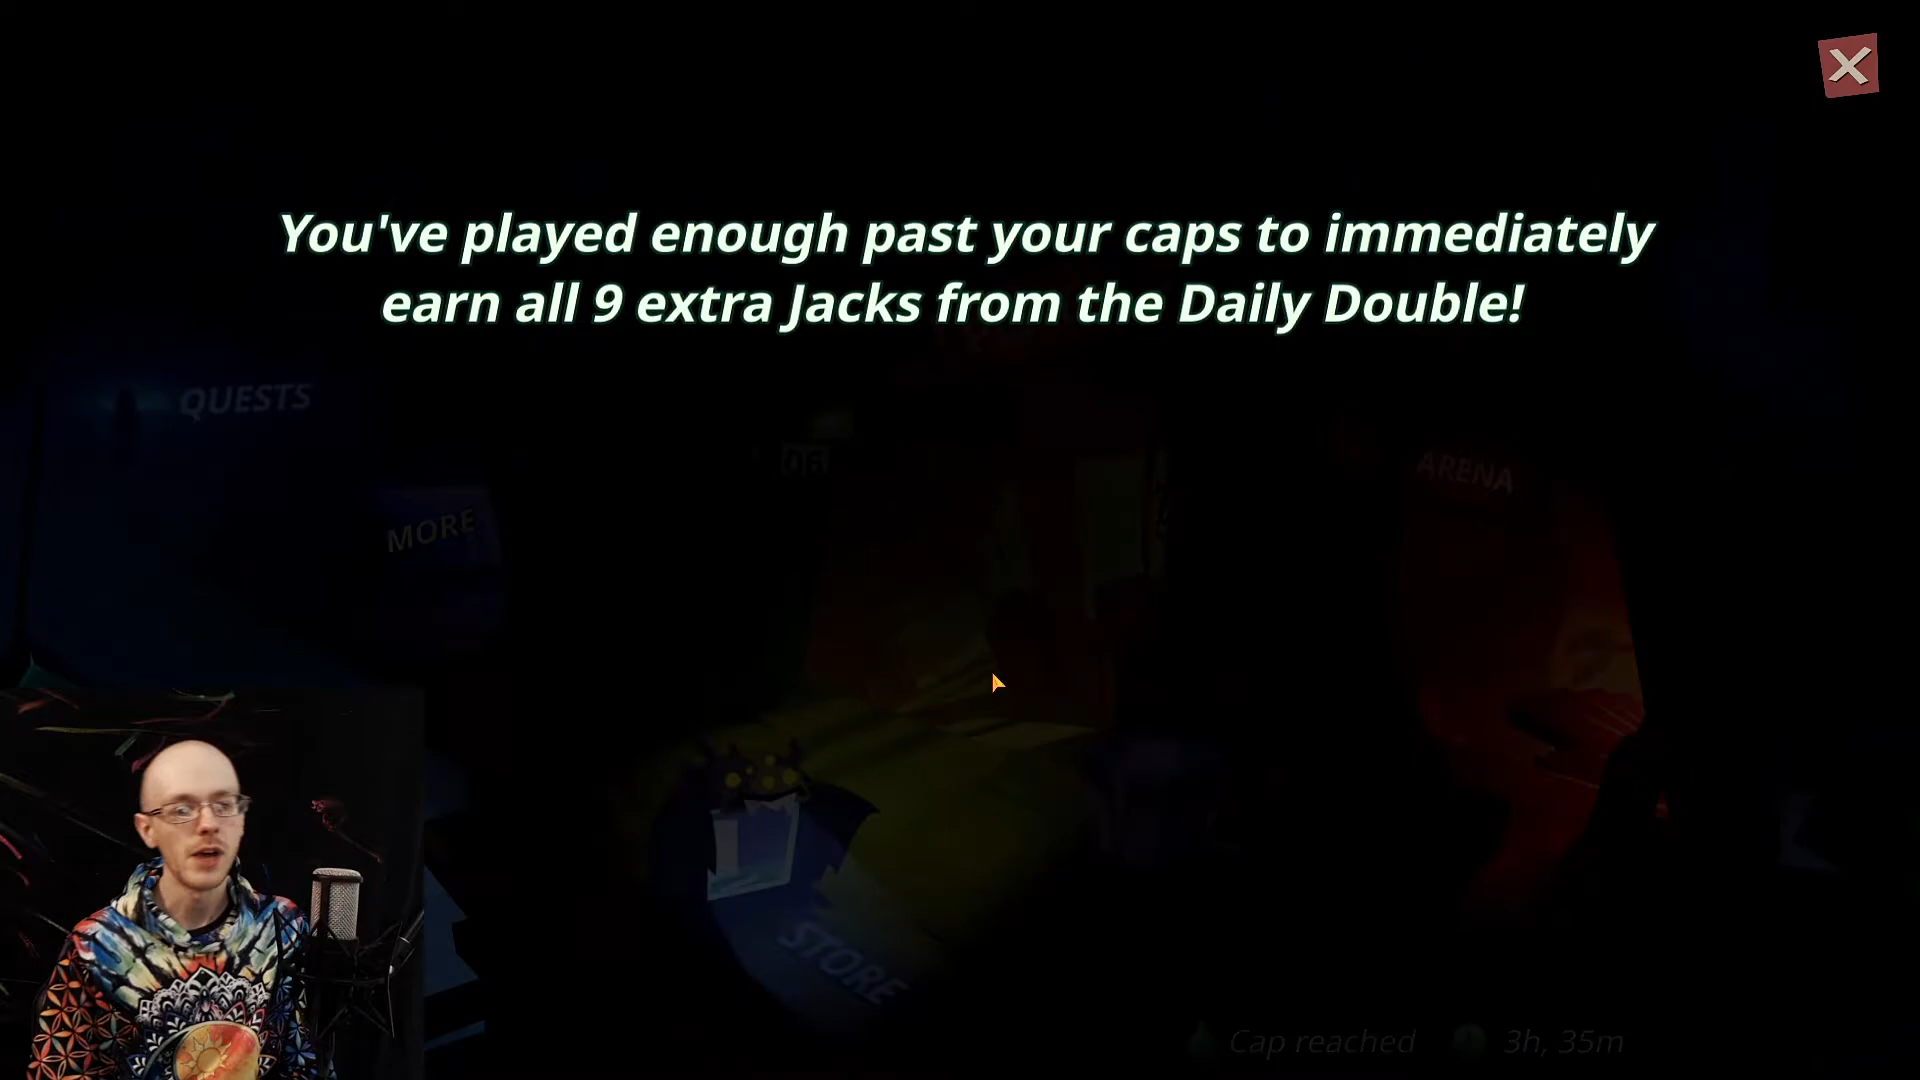 You've played enough past your caps to immediately
earn all 9 extra Jacks from the Daily Double!
QUESTS
ARENA
MORE
STORE
Cap reached 3h, 35m